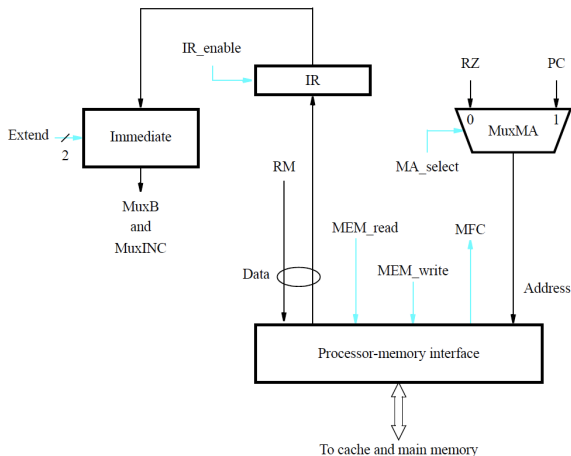 IR_enable
IR
RZ
PC
0
1
MuxMA
Extend
2
Immediate
RM
MA_select
MuxB
and
MuxINC
MEM_read
MFC
MEM_write
Data
Address
Processor-memory interface
To cache and main memory